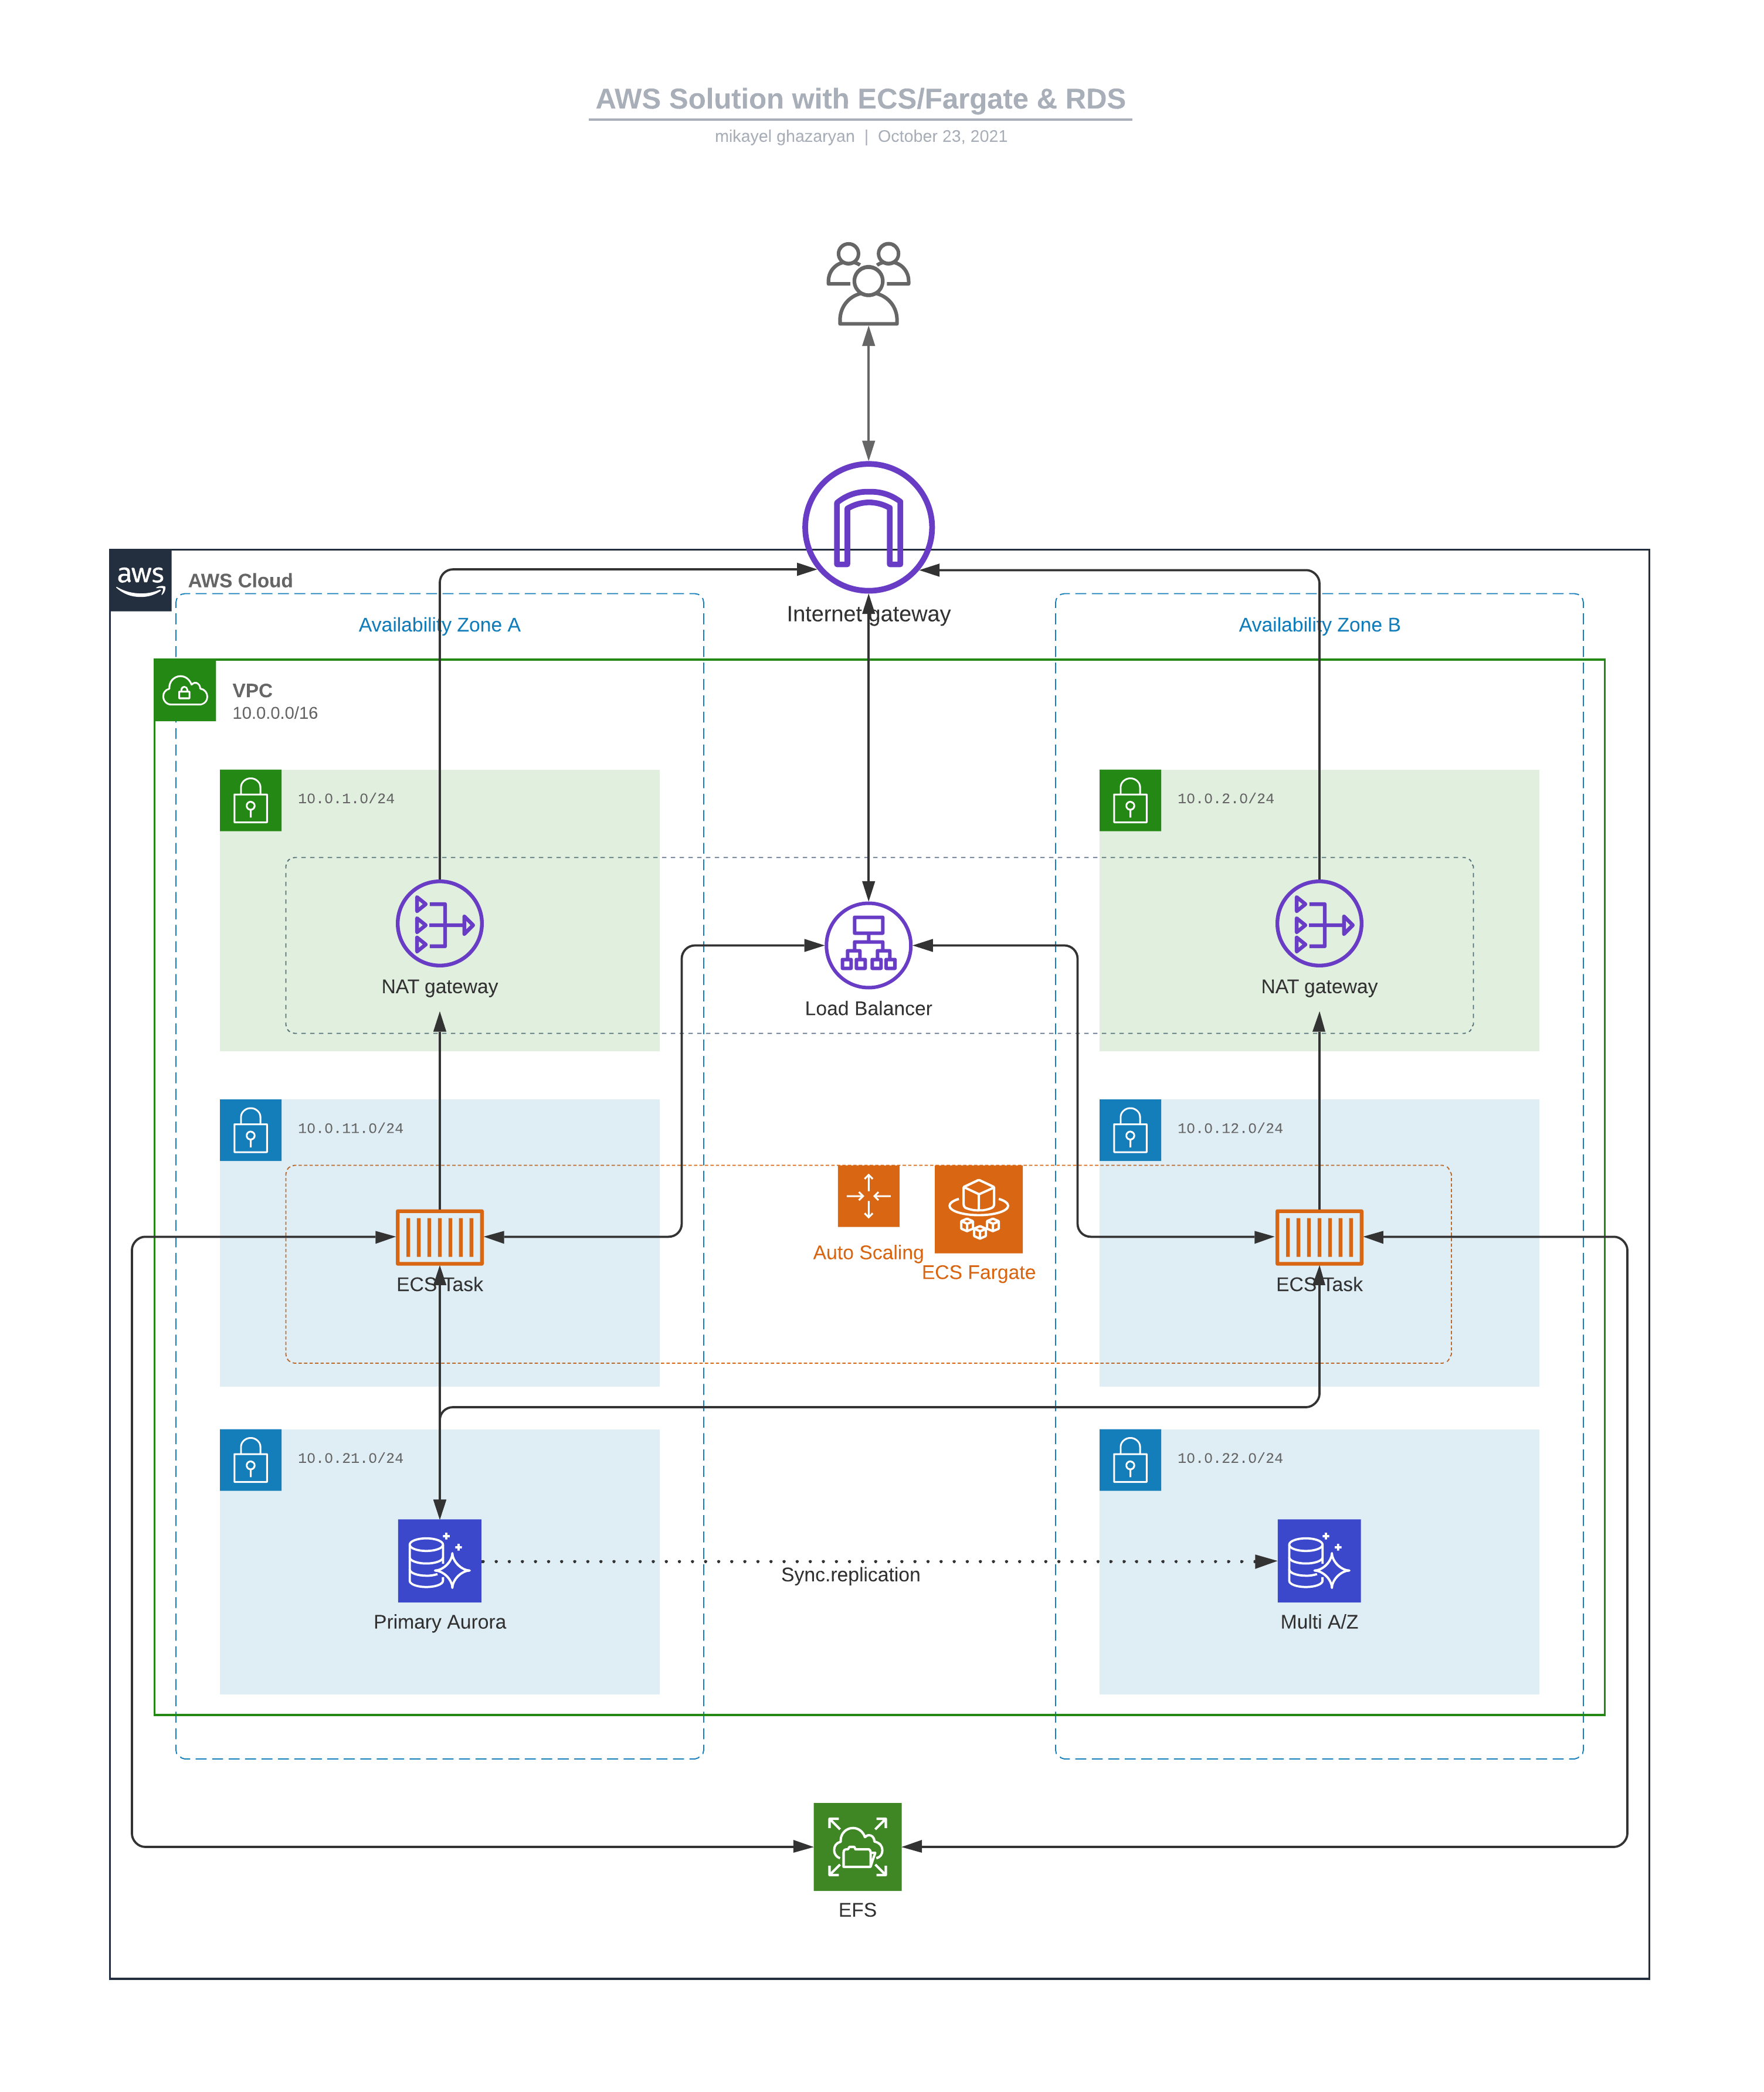 AWS Solution with ECS/Fargate & RDS
mikayel ghazaryan | October 23, 2021
aws
AWS Cloud
Internet gateway
Availability Zone A
Availability Zone B
VPC
10.0.0.0/16
10.0.1.0/24
10.0.2.0/24
NAT gateway
Load Balancer
NAT gateway
10.0.11.0/24
10.0.12.0/24
Auto Scaling
ECS Fargate
ECS Task
ECS Task
10.0.21.0/24
10.0.22.0/24
Sync.replication
Primary Aurora
Multi A/Z
EFS